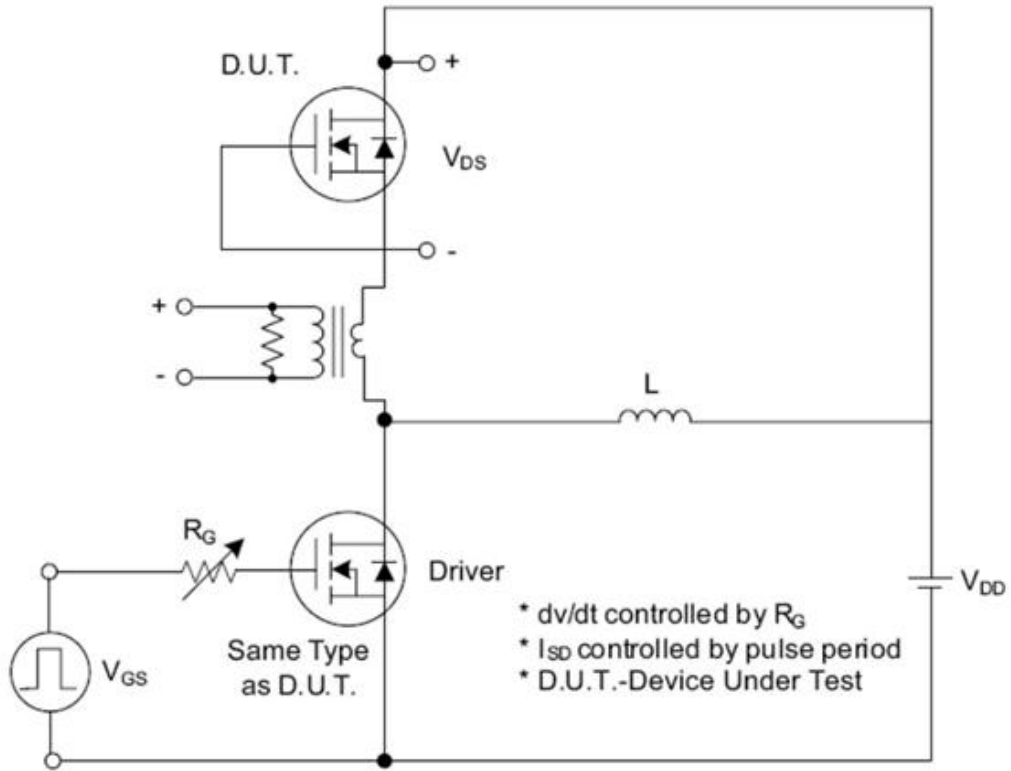 D.U.T.
+
VDS
-
+
-
L
RG
Driver
VDD
VGS
Same Type
as D.U.T.
* dv/dt controlled by RG
* ISD controlled by pulse period
* D.U.T.-Device Under Test